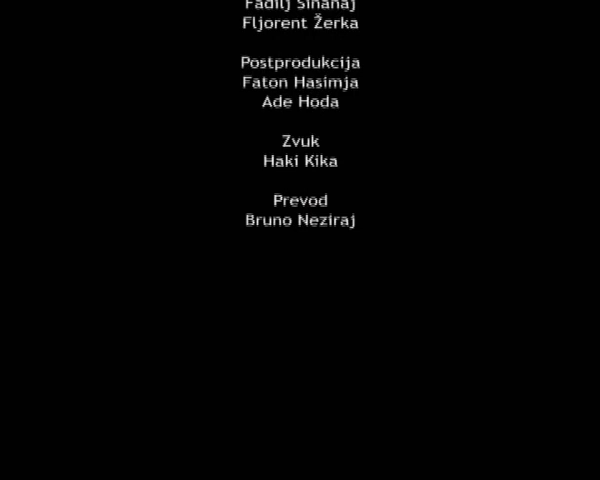 Fadilj Sinanaj
Fljorent Žerka
Postprodukcija
Faton Hasimja
Ade Hoda
Zvuk
Haki Kika
Prevod
Bruno Neziraj